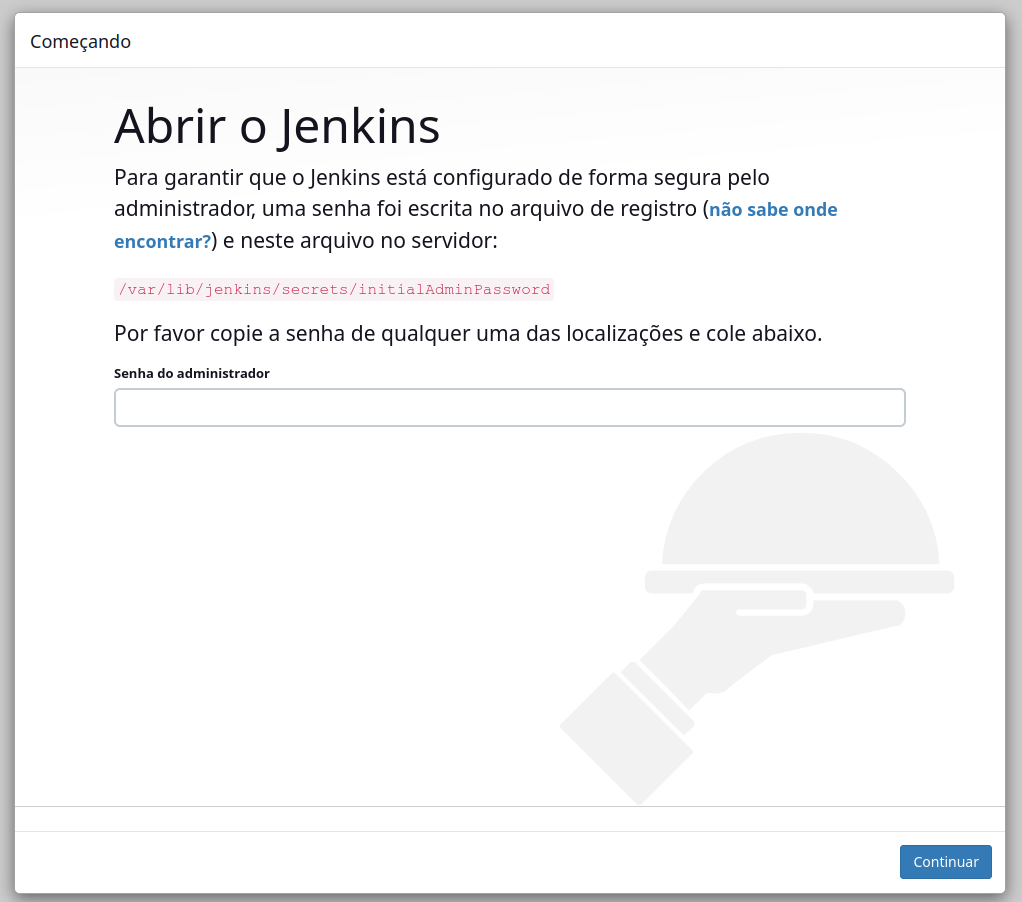 Começando
Abrir o Jenkins
Para garantir que o Jenkins está configurado de forma segura pelo
administrador, uma senha foi escrita no arquivo de registro (não sabe onde
encontrar?) e neste arquivo no servidor:
/var/lib/jenkins/secrets/initialAdminPassword
Por favor copie a senha de qualquer uma das localizações e cole abaixo.
Senha do administrador
Continuar